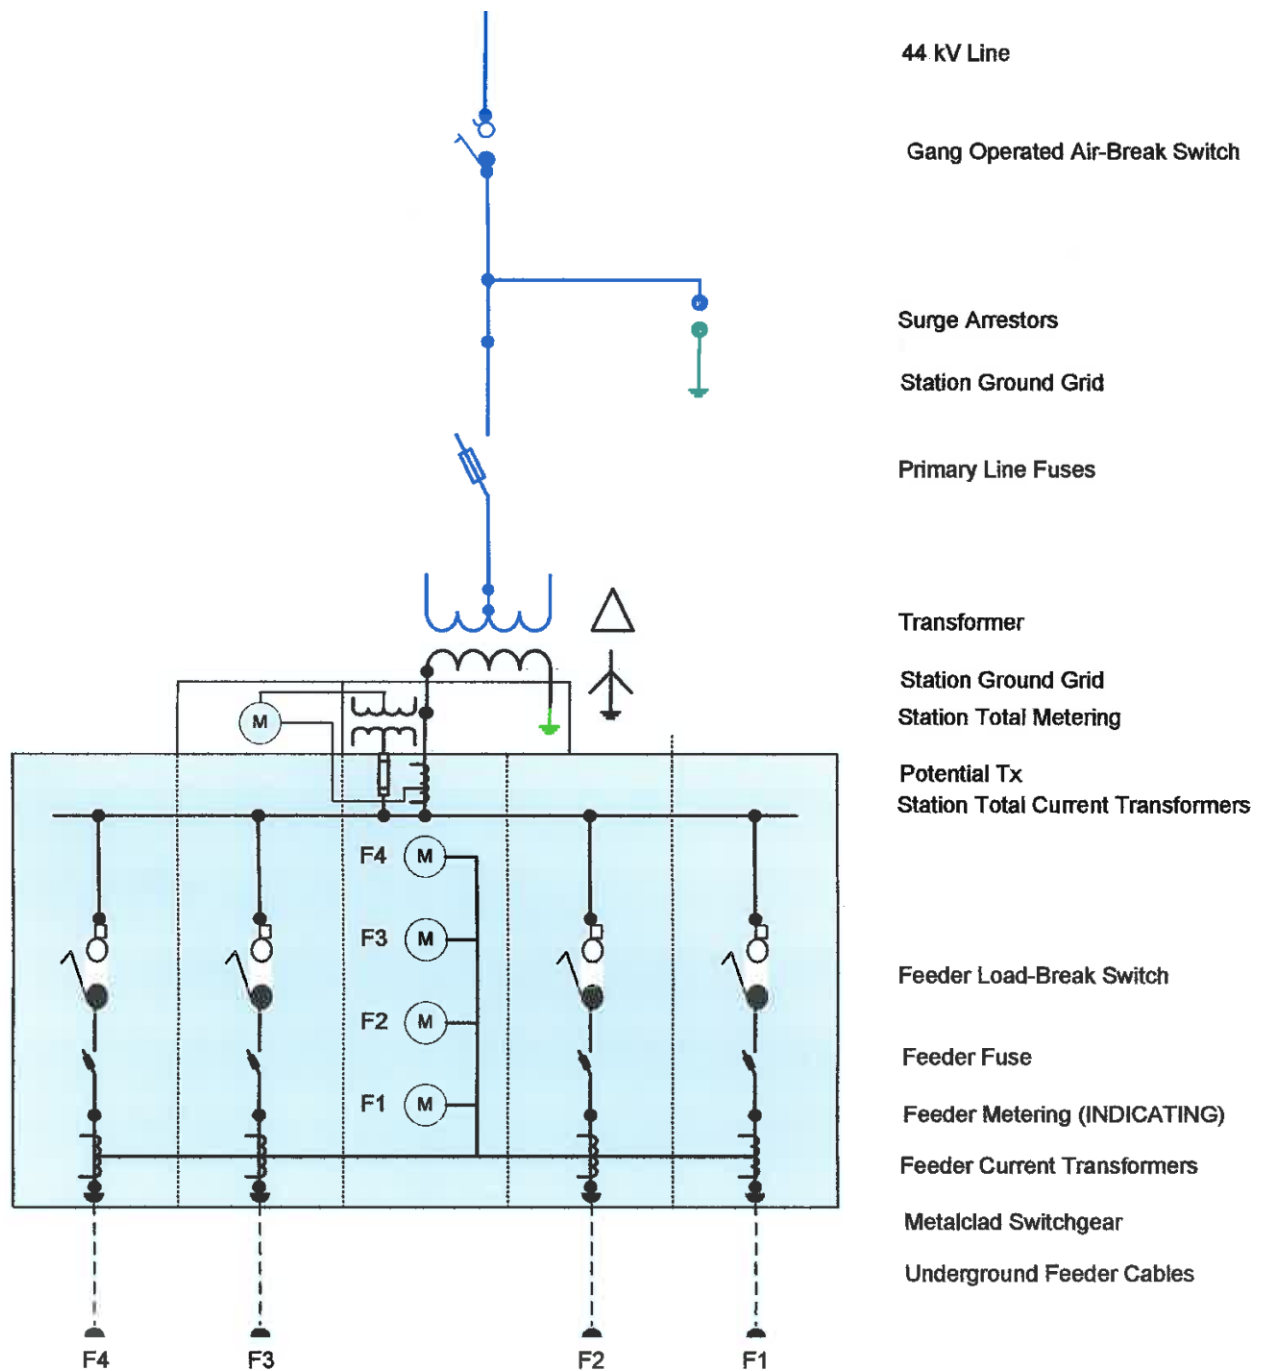 44 kV Line
Gang Operated Air-Break Switch
Surge Arrestors
Station Ground Grid
Primary Line Fuses
Transformer
Station Ground Grid
M
Station Total Metering
Potential Tx
Station Total Current Transformers
F4 M
F3 M
Feeder Load-Break Switch
F2 M
Feeder Fuse
F1 M
Feeder Metering (INDICATING)
Feeder Current Transformers
Metalclad Switchgear
Underground Feeder Cables
F4 F3 F2 F1